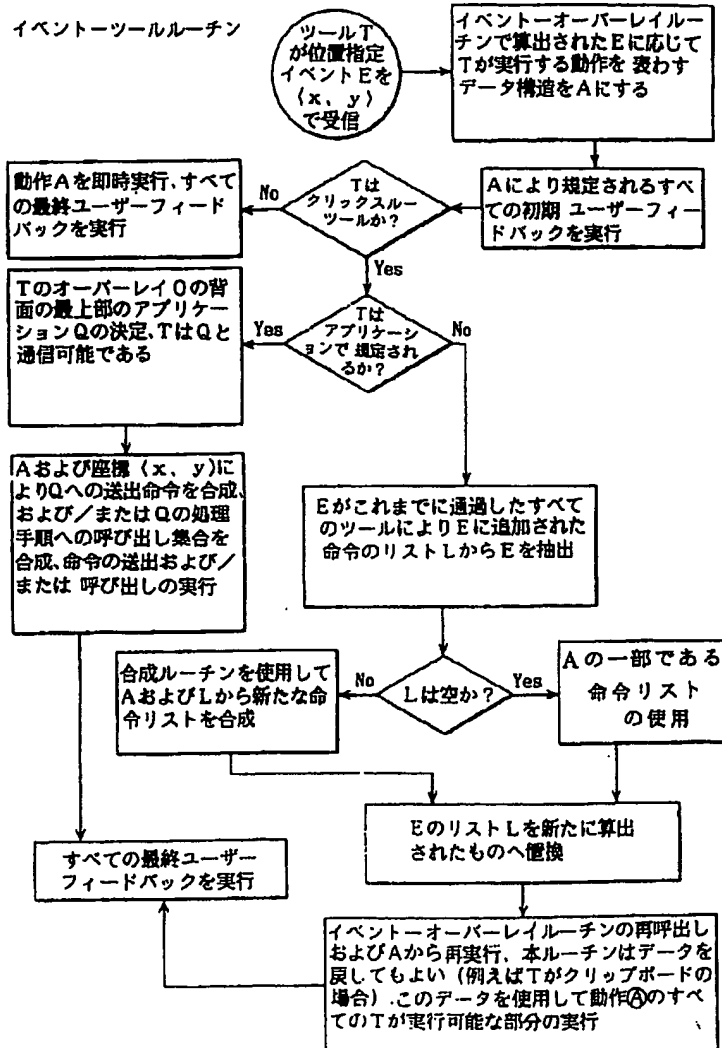 イベントーツールルーチン
ツールT
が位置指定
イベントEを
(x、y)
で受信
イベントーオーバーレイルー
チンで算出されたEに応じて
Tが実行する動作を 表わす
データ構造をAにする
Aにより規定されるすべ
ての初期 ユーザーフィー
ドバックを実行
Tは
クリックスルー
ツールか?
No
Yes
動作Aを即時実行、すべて
の最終ユーザーフィード
バックを実行
Tは
アプリケーシ
ョンで 規定され
るか?
Yes
No
TのオーバーレイOの背
面の最上部のアプリケー
ションQの決定、TはQと
通信可能である
Aおよび座標 (x、y)に
よりQへの送出命令を合成、
および/またはQの処理
手順への呼び出し集合を
合成、命令の送出および/
または 呼び出しの実行
Eがこれまでに通過したすべて
のツールによりEに追加された
命令のリストLからEを抽出
Lは空か?
No
Yes
合成ルーチンを使用して
AおよびLから新たな命
令リストを合成
Aの一部である
命令リスト
の使用
EのリストLを新たに算出
されたものへ置換
すべての最終ユーザー
フィードバックを実行
イベントーオーバーレイルーチンの再呼出し
およびAから再実行、本ルーチンはデータを
戻してもよい (例えばTがクリップボードの
場合).このデータを使用して動作Ⓐのすべ
てのTが実行可能な部分の実行